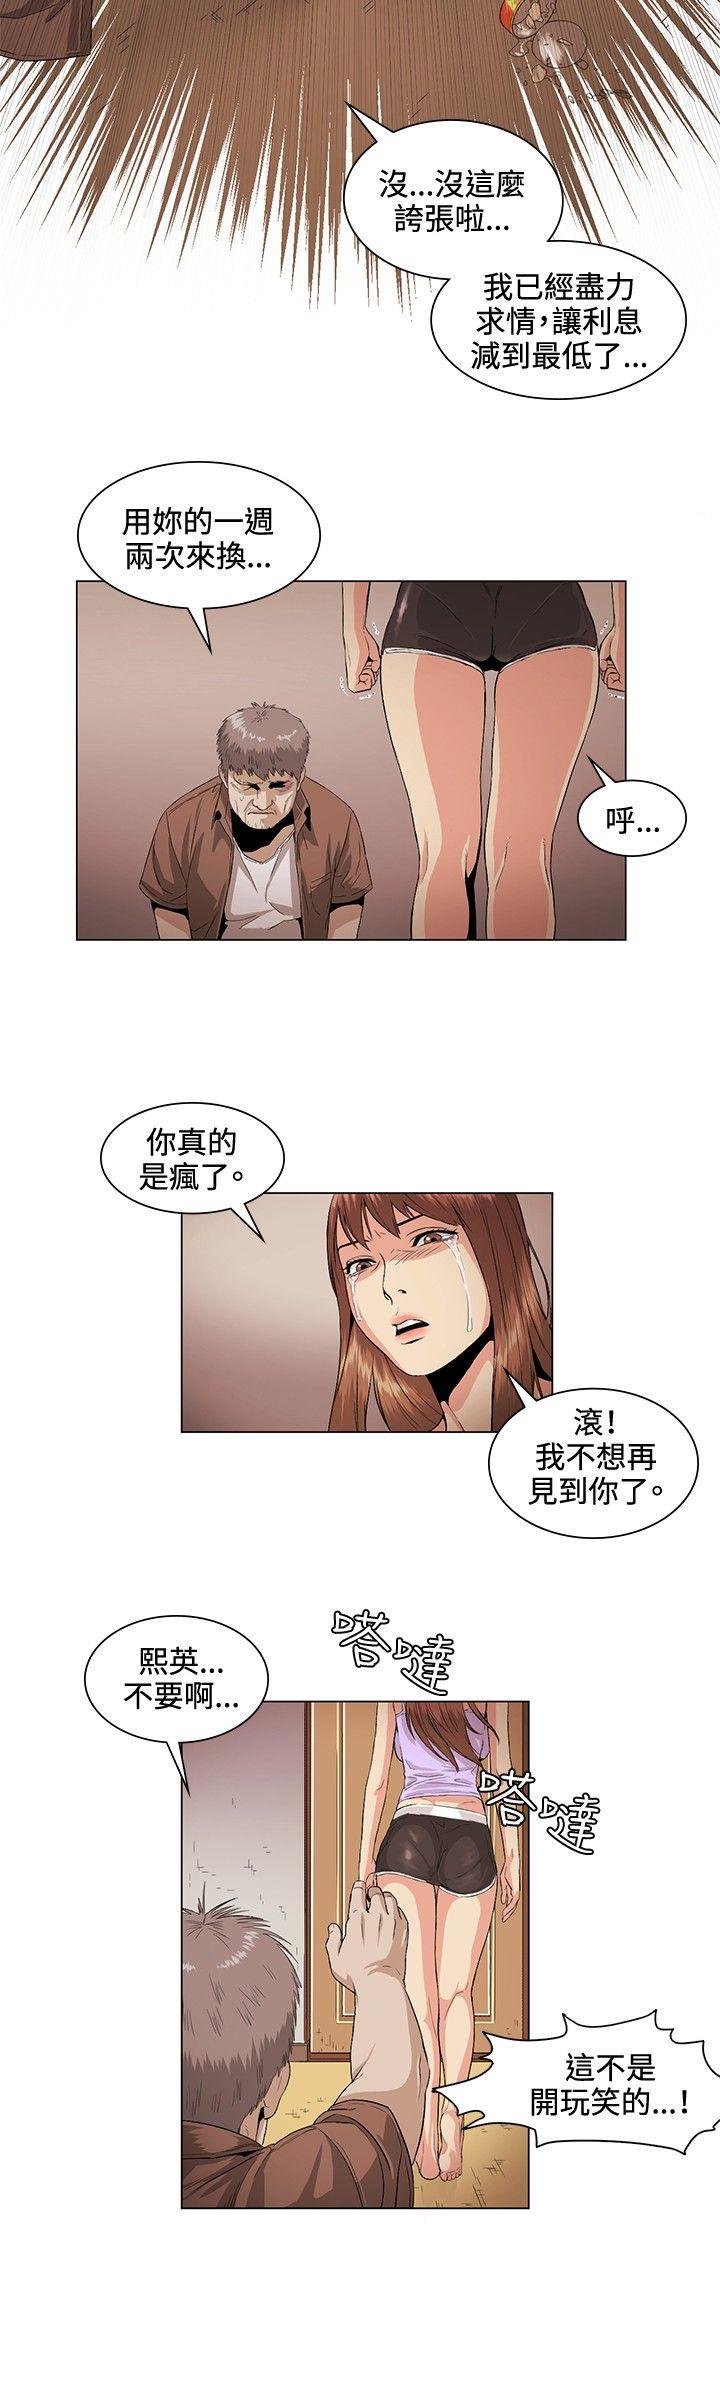 沒...沒這麼
誇張啦...
我已經盡力
求情,讓利息
減到最低了...
用妳的一週
兩次來換...
呼...
你真的
是瘋了。
滾!
我不想再
見到你了。
熙英...
不要啊...
嗒噠
嗒噠
這不是
開玩笑的...!